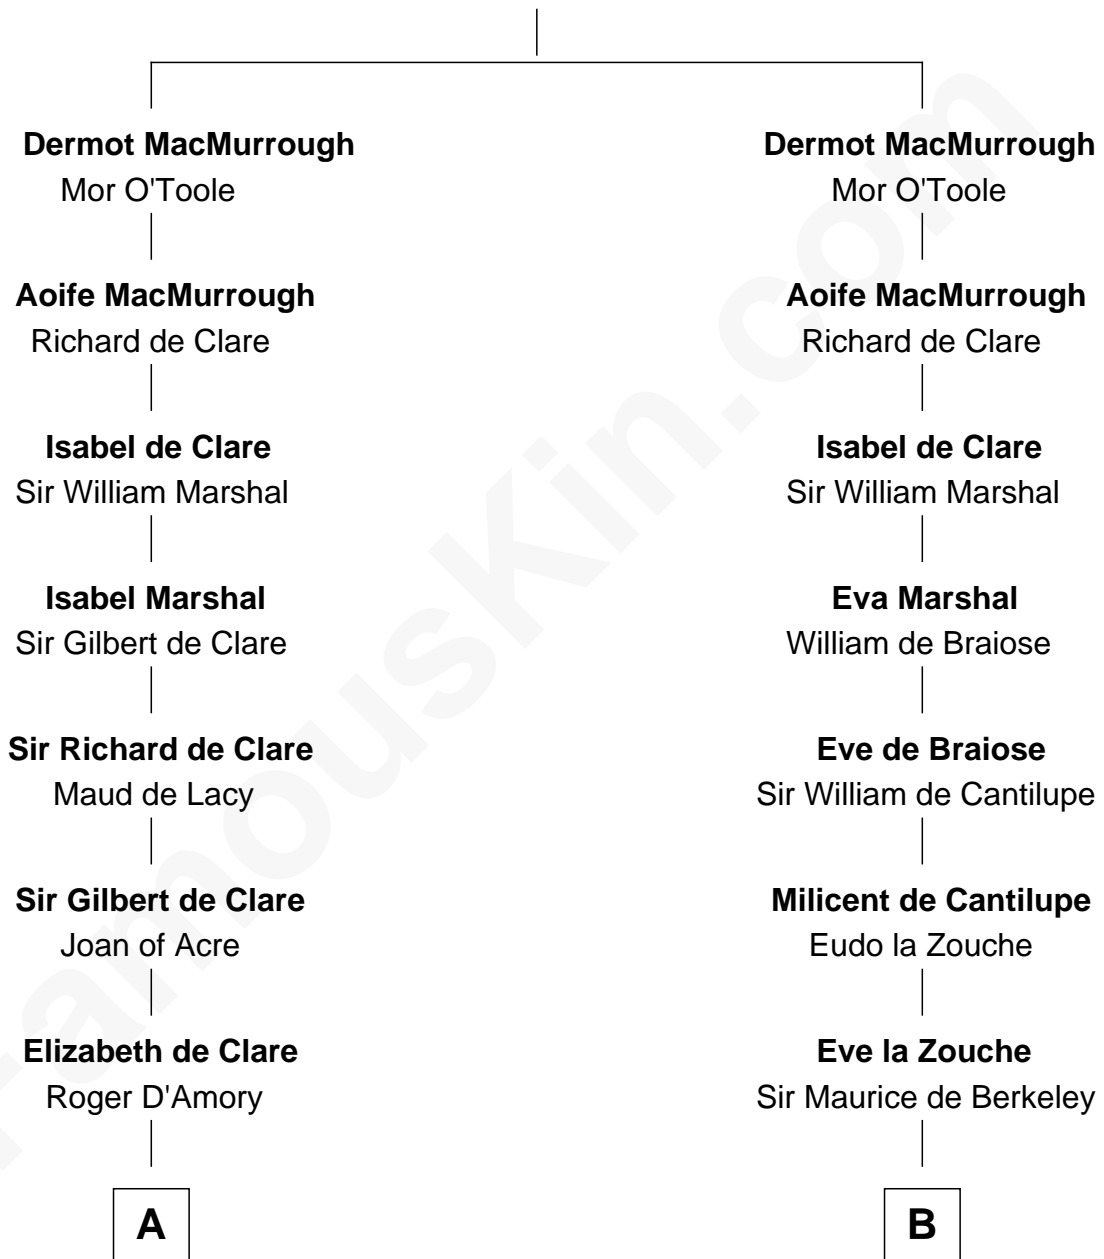 Dermot MacMurrough
Mor O'Toole
Aoife MacMurrough
Richard de Clare
Isabel de Clare
Sir William Marshal
Isabel Marshal
Sir Gilbert de Clare
Sir Richard de Clare
Maud de Lacy
Sir Gilbert de Clare
Joan of Acre
Elizabeth de Clare
Roger D'Amory
A
Dermot MacMurrough
Mor O'Toole
Aoife MacMurrough
Richard de Clare
Isabel de Clare
Sir William Marshal
Eva Marshal
William de Braiose
Eve de Braiose
Sir William de Cantilupe
Milicent de Cantilupe
Eudo la Zouche
Eve la Zouche
Sir Maurice de Berkeley
B
FamousKin.com